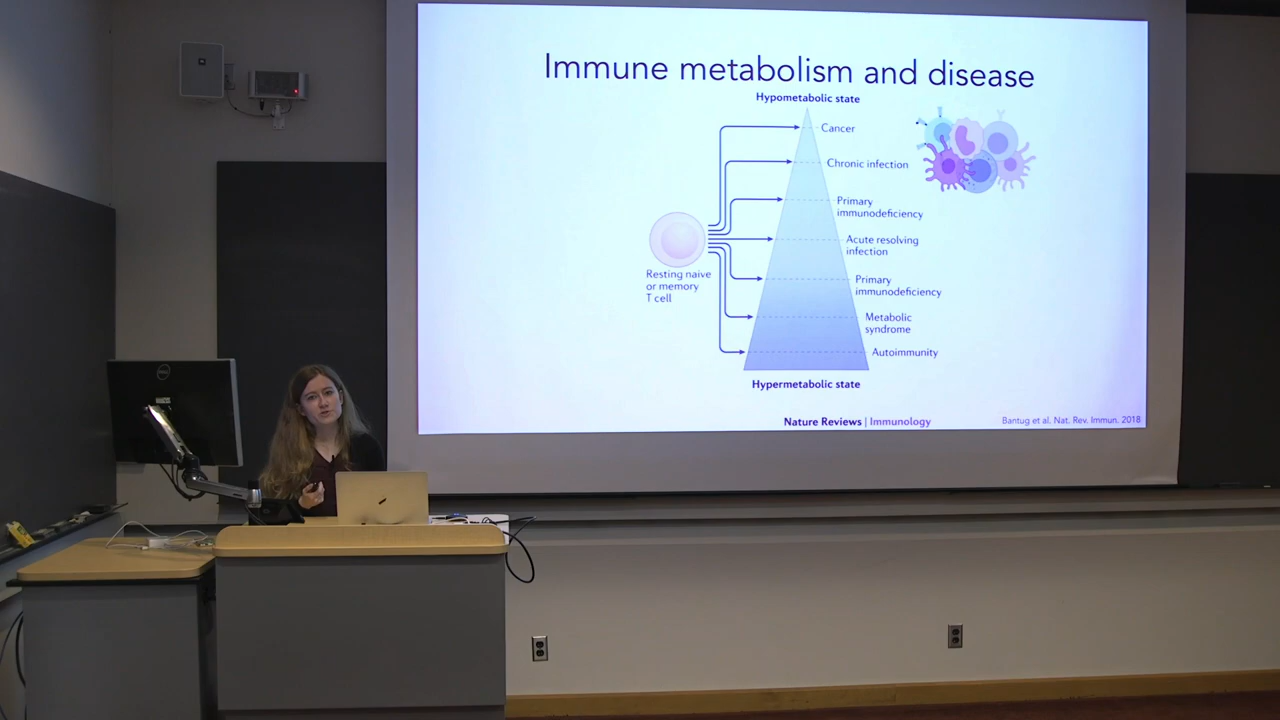 Immune metabolism and disease
Hypometabolic state
Cancer
Chronic infection
Primary
immunodeficiency
Acute resolving
infection
Resting naive
or memory
T cell
Primary
immunodeficiency
Metabolic
syndrome
Autoimmunity
Hypermetabolic state
Nature Reviews | Immunology
Bantug et al. Nat. Rev. Immun. 2018
DELL